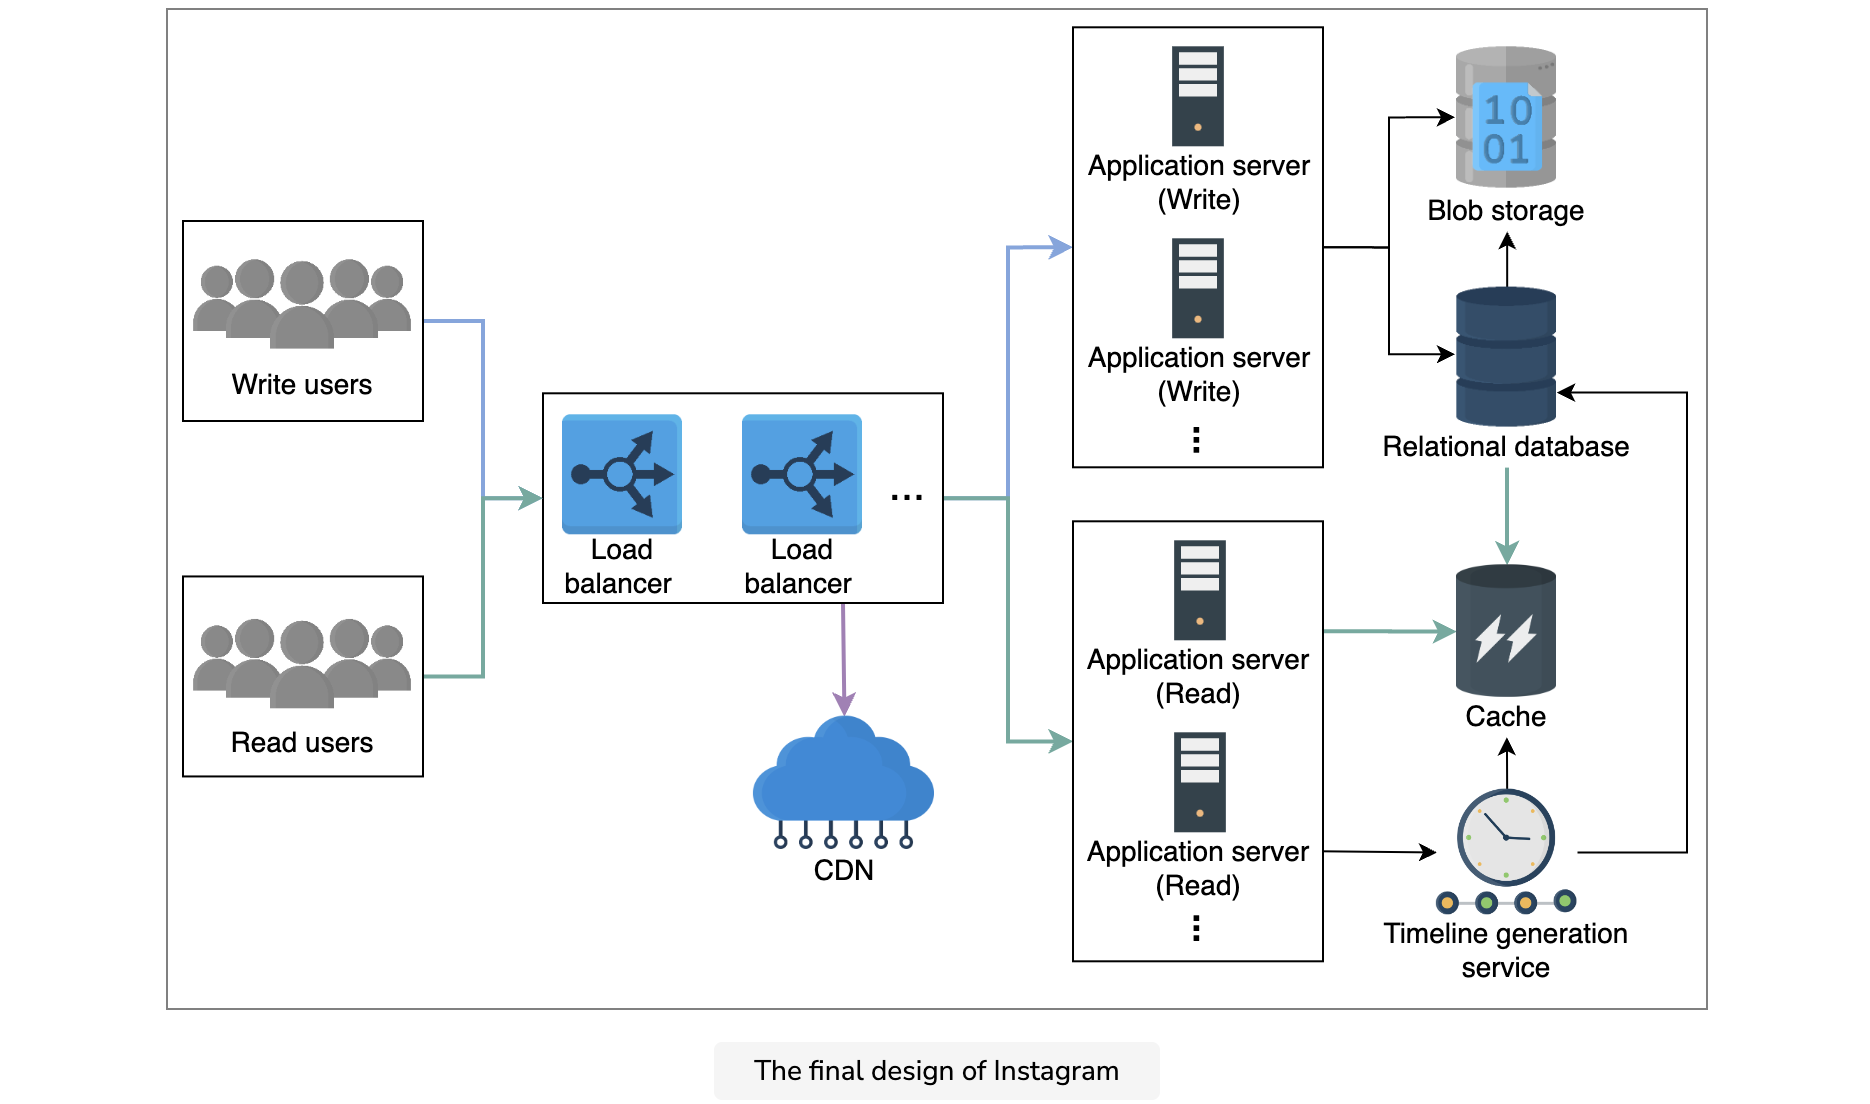 Write users
Read users
Load
balancer
Load
balancer
...
CDN
Application server
(Write)
Application server
(Write)
⋮
Application server
(Read)
Application server
(Read)
⋮
10
01
Blob storage
Relational database
Cache
Timeline generation
service
The final design of Instagram